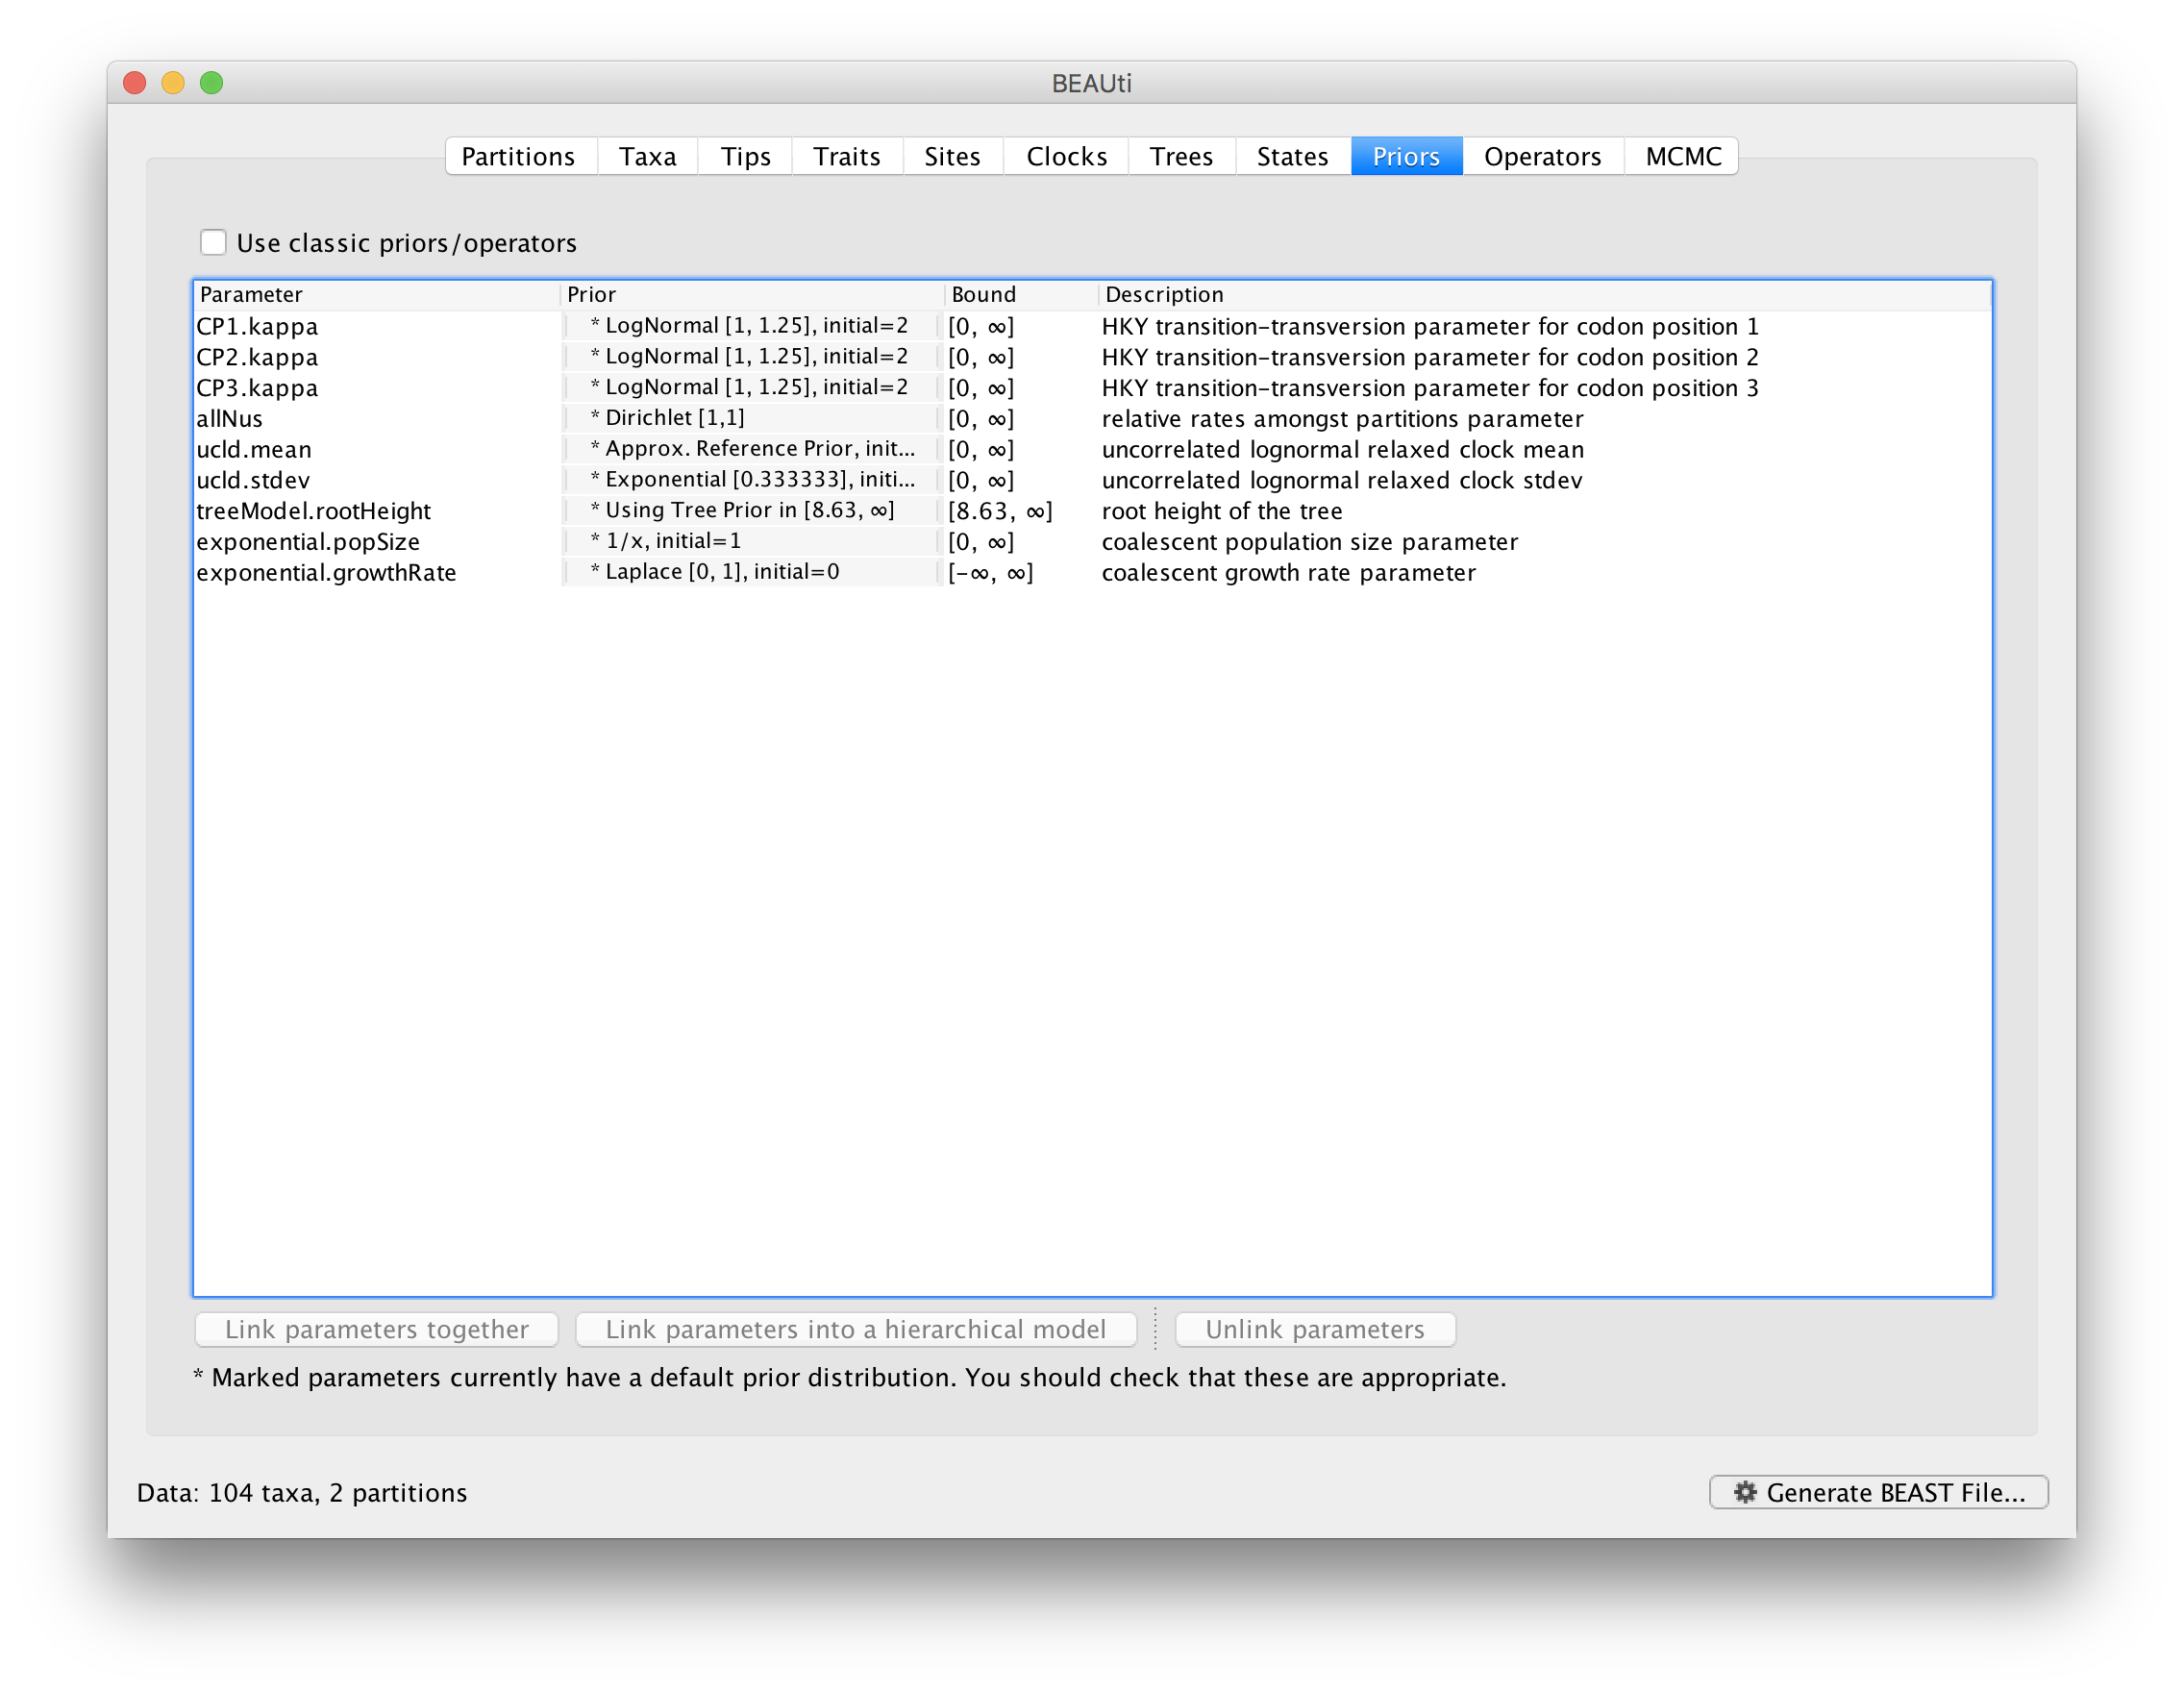 BEAUti
Partitions Taxa Tips Traits Sites Clocks Trees States Priors Operators MCMC
Use classic priors/operators
Parameter Prior Bound Description
CP1.kappa * LogNormal [1, 1.25], initial=2 [0, ∞] HKY transition-transversion parameter for codon position 1
CP2.kappa * LogNormal [1, 1.25], initial=2 [0, ∞] HKY transition-transversion parameter for codon position 2
CP3.kappa * LogNormal [1, 1.25], initial=2 [0, ∞] HKY transition-transversion parameter for codon position 3
allNus * Dirichlet [1,1] [0, ∞] relative rates amongst partitions parameter
ucld.mean * Approx. Reference Prior, init... [0, ∞] uncorrelated lognormal relaxed clock mean
ucld.stdev * Exponential [0.333333], initi... [0, ∞] uncorrelated lognormal relaxed clock stdev
treeModel.rootHeight * Using Tree Prior in [8.63, ∞] [8.63, ∞] root height of the tree
exponential.popSize * 1/x, initial=1 [0, ∞] coalescent population size parameter
exponential.growthRate * Laplace [0, 1], initial=0 [-∞, ∞] coalescent growth rate parameter
Link parameters together Link parameters into a hierarchical model Unlink parameters
* Marked parameters currently have a default prior distribution. You should check that these are appropriate.
Data: 104 taxa, 2 partitions Generate BEAST File...